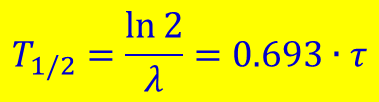 T₁/₂ = ln 2 / λ = 0.693 · τ